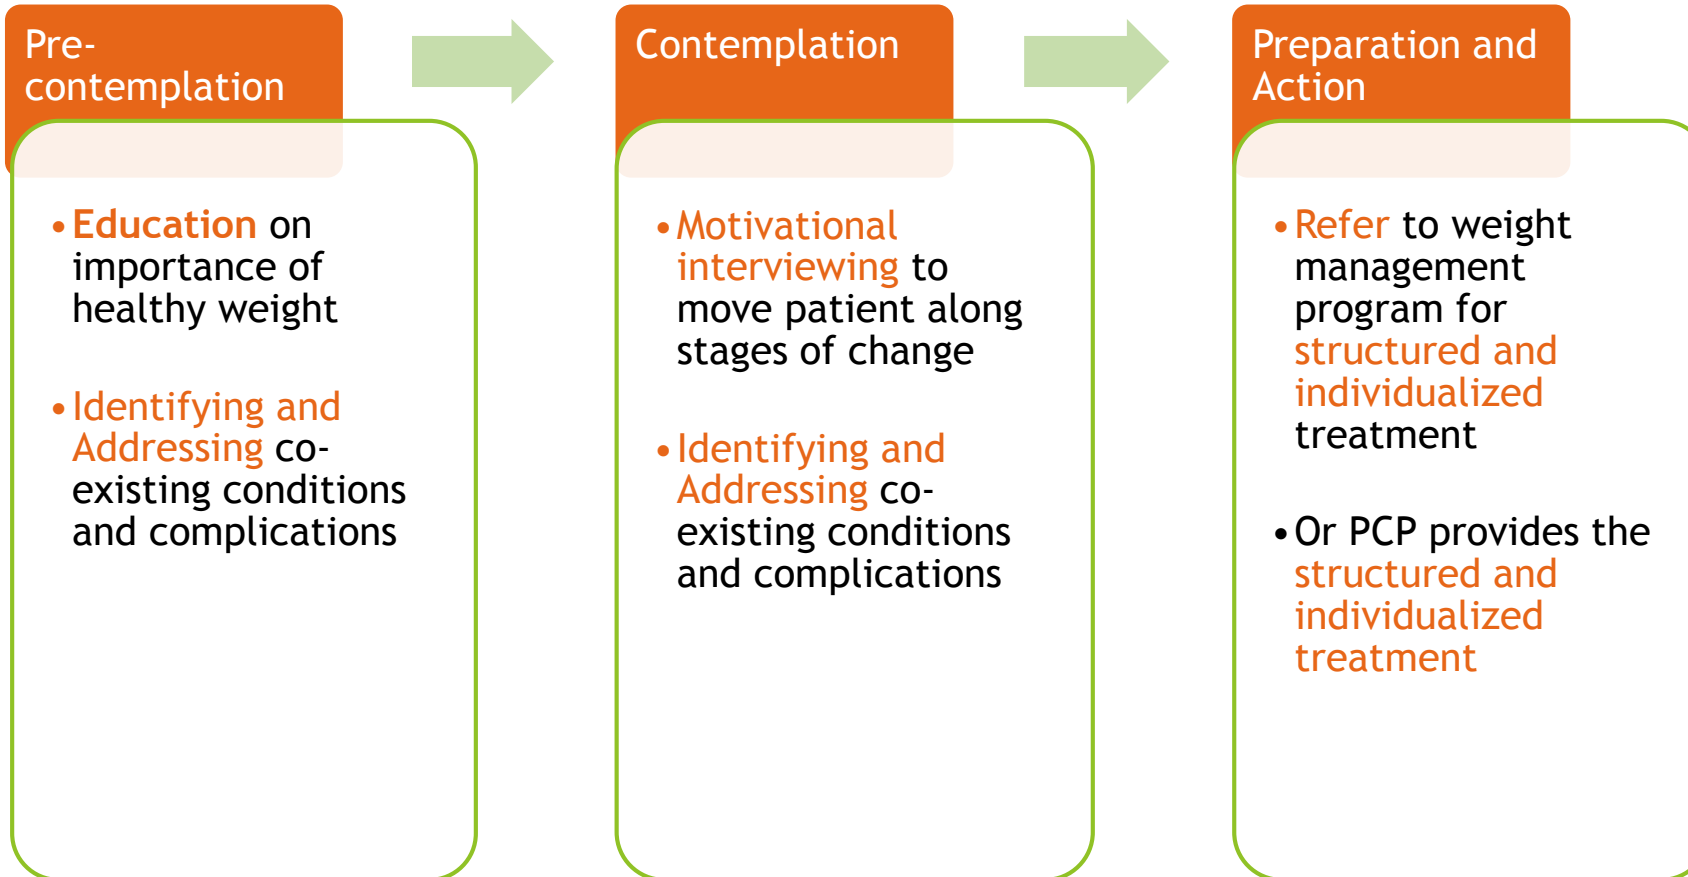 Pre-
contemplation
• Education on
importance of
healthy weight
• Identifying and
Addressing co-
existing conditions
and complications
Contemplation
• Motivational
interviewing to
move patient along
stages of change
• Identifying and
Addressing co-
existing conditions
and complications
Preparation and
Action
• Refer to weight
management
program for
structured and
individualized
treatment
• Or PCP provides the
structured and
individualized
treatment